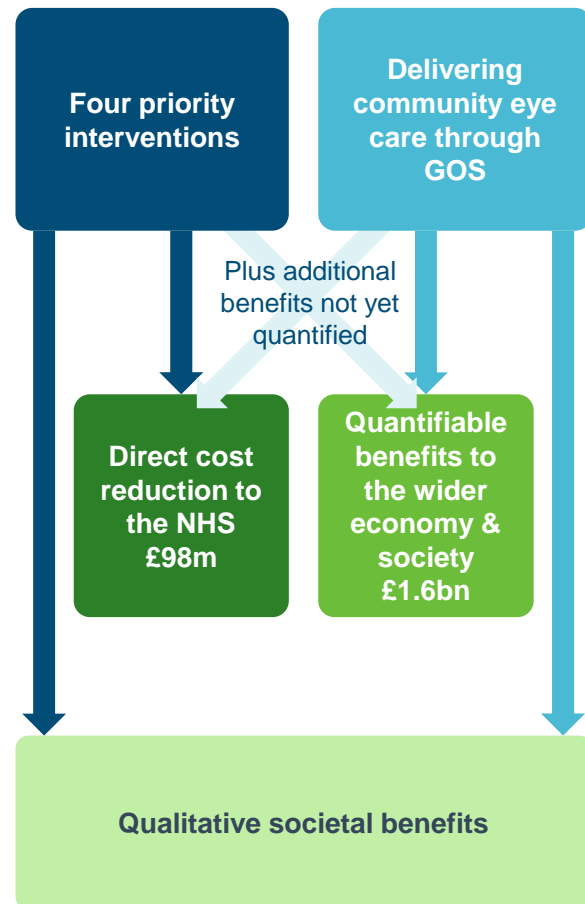 Four priority
interventions
Delivering
community eye
care through
GOS
Plus additional
benefits not yet
quantified
Direct cost
reduction to
the NHS
£98m
Quantifiable
benefits to
the wider
economy &
society
£1.6bn
Qualitative societal benefits